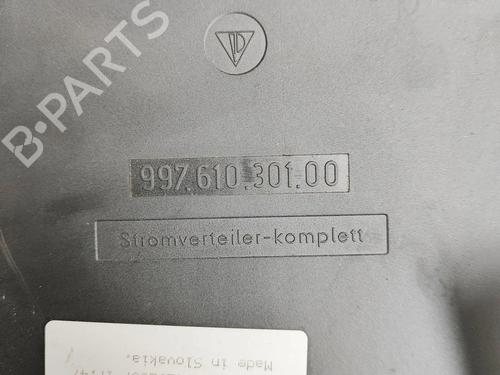 B-PARTS
997.610.301.00
Stromverteiler-komplett
Made in Slovakia.